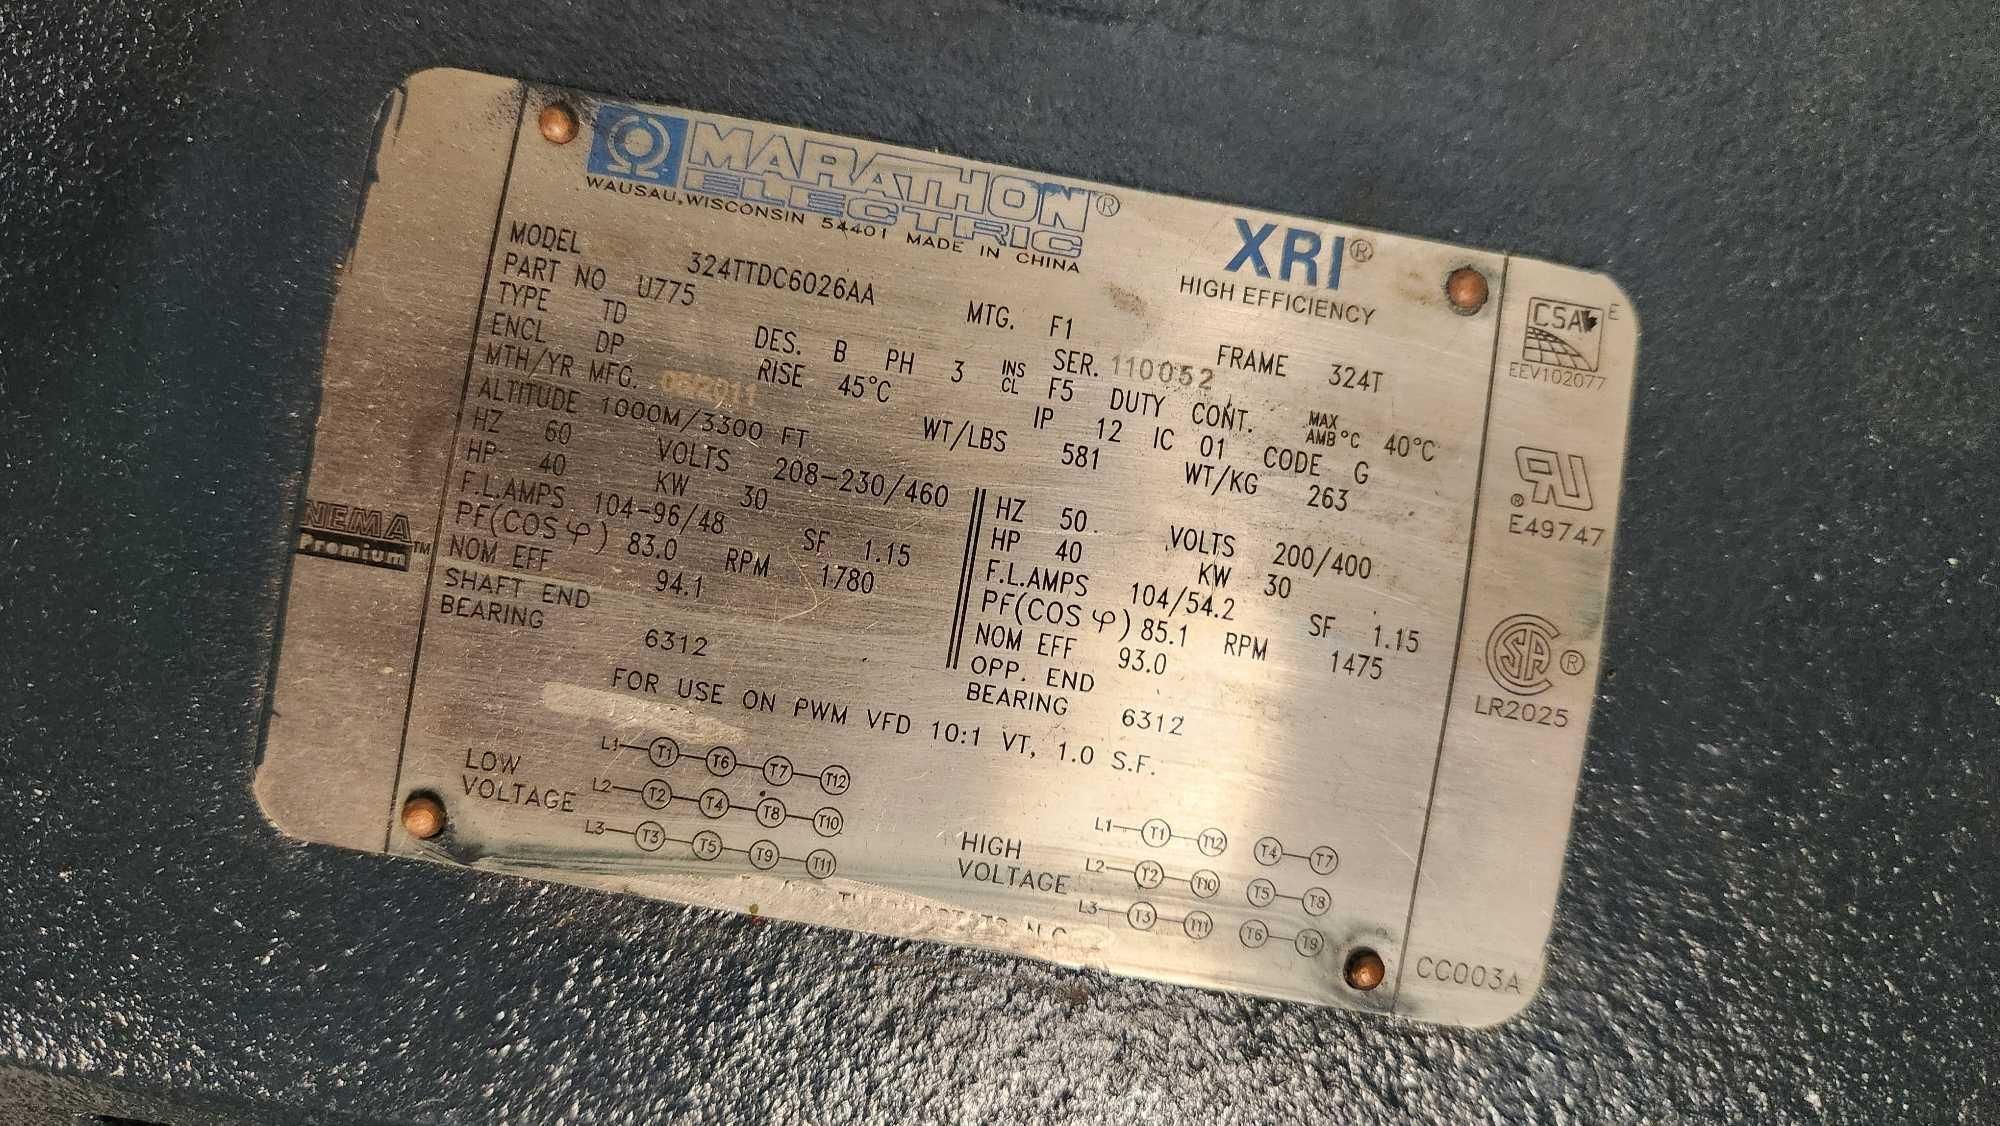 MARATHON®
ELECTRIC
WAUSAU, WISCONSIN 54401 MADE IN CHINA
XRI®
HIGH EFFICIENCY
MODEL 324TTDC6026AA MTG. F1 FRAME 324T
PART NO U775 SER. 110052
TYPE TD DES. B PH 3 INS CL F5 DUTY CONT. MAX AMB°C 40°C
ENCL DP RISE 45°C IP 12 IC 01 CODE G
MTH/YR MFG. WT/LBS 581 WT/KG 263
ALTITUDE 1000M/3300 FT
HZ 60 VOLTS 208-230/460
HP 40 KW 30
F.L.AMPS 104-96/48 SF 1.15
PF(COS φ) 83.0 RPM 1780
NOM EFF 94.1
SHAFT END
BEARING 6312
HZ 50 VOLTS 200/400
HP 40 KW 30
F.L.AMPS 104/54.2 SF 1.15
PF(COS φ) 85.1 RPM 1475
NOM EFF 93.0
OPP. END
BEARING 6312
FOR USE ON PWM VFD 10:1 VT, 1.0 S.F.
LOW
VOLTAGE
L1 T1 T6 T7 T12
L2 T2 T4 T8 T10
L3 T3 T5 T9 T11
HIGH
VOLTAGE
L1 T1 T12 T4 T7
L2 T2 T10 T5 T8
L3 T3 T11 T6 T9
NEMA
Premium™
CSA E
EEV102077
RU®
E49747
SA®
LR2025
CC003A